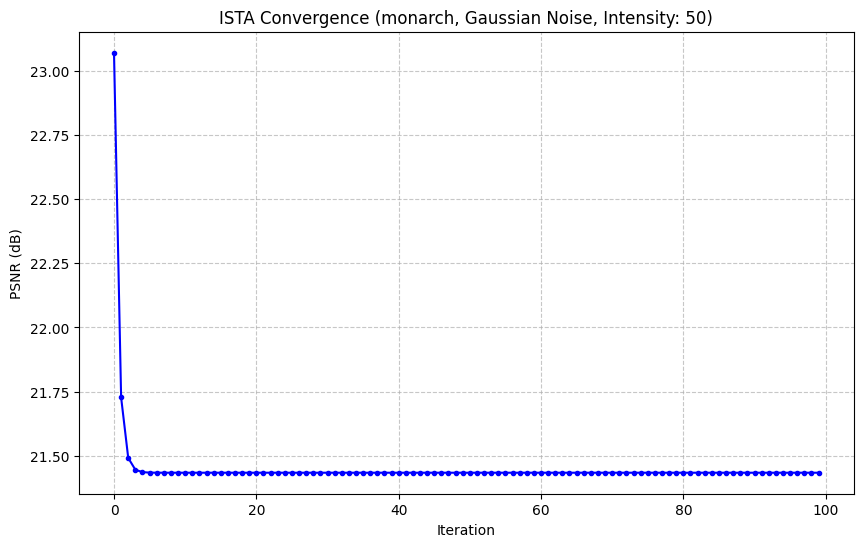 ISTA Convergence (monarch, Gaussian Noise, Intensity: 50)
PSNR (dB)
23.00
22.75
22.50
22.25
22.00
21.75
21.50
0 20 40 60 80 100
Iteration